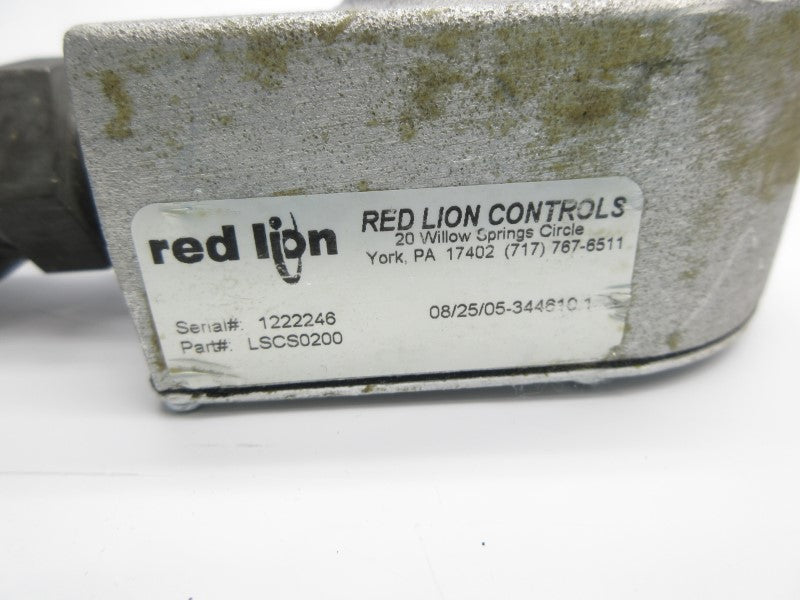 red lion
RED LION CONTROLS
20 Willow Springs Circle
York, PA 17402 (717) 767-6511
Serial#: 1222246
Part#: LSCS0200
08/25/05-344610.1